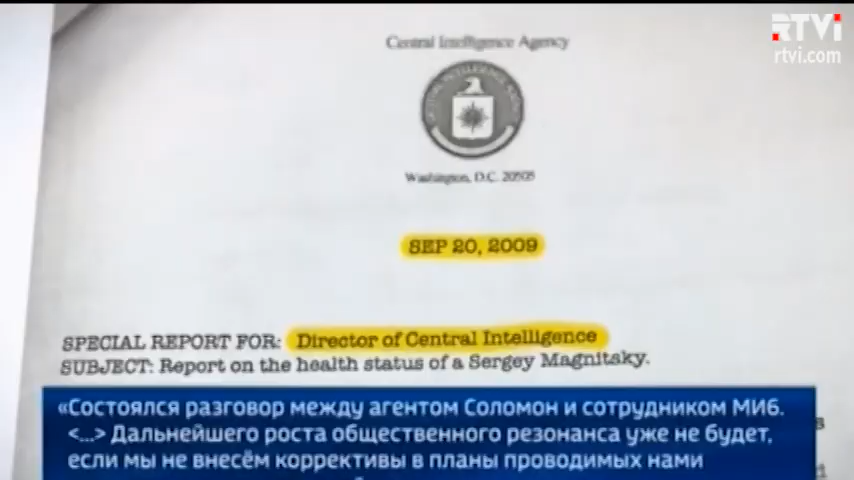 RTVi
rtvi.com
Central Intelligence Agency
Washington, D.C. 20505
SEP 20, 2009
SPECIAL REPORT FOR: Director of Central Intelligence
SUBJECT: Report on the health status of a Sergey Magnitsky.
«Состоялся разговор между агентом Соломон и сотрудником МИ6.
<...> Дальнейшего роста общественного резонанса уже не будет,
если мы не внесём коррективы в планы проводимых нами